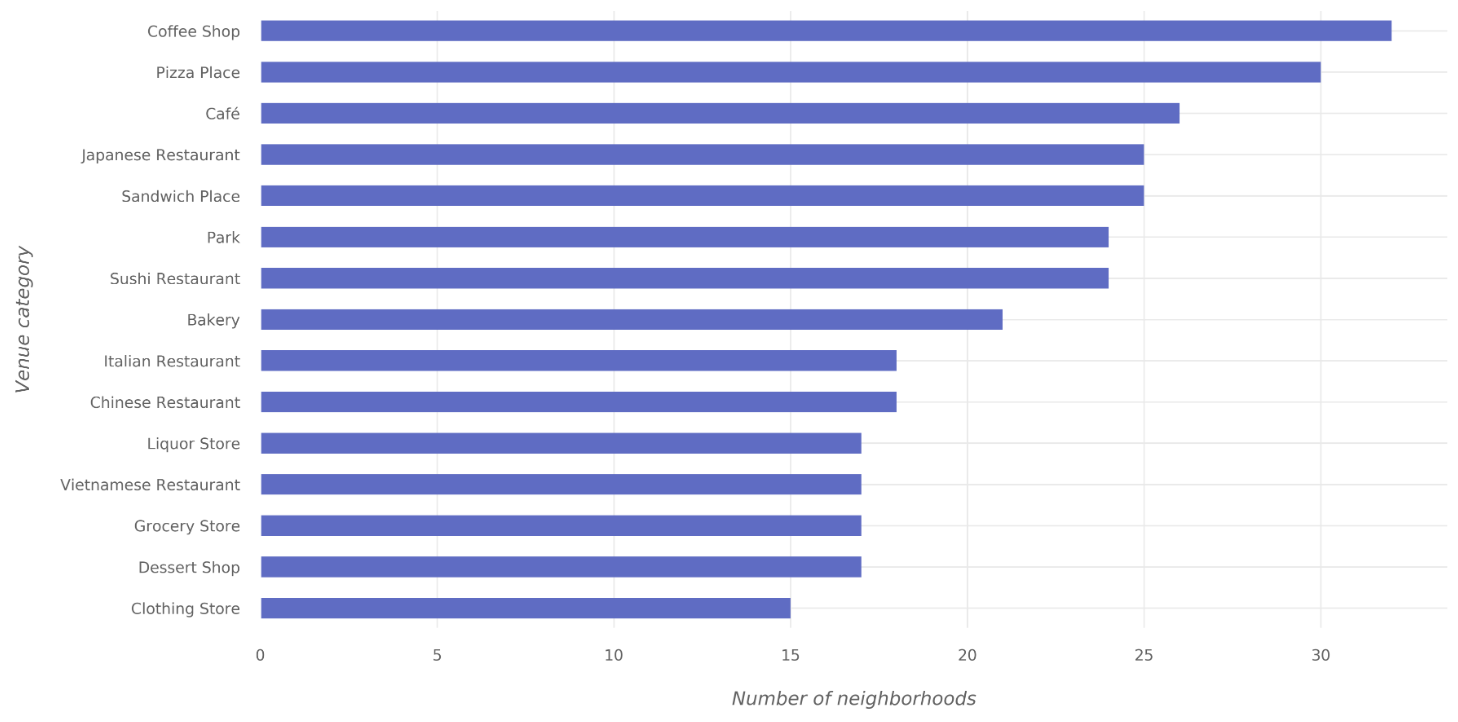 Coffee Shop
Pizza Place
Café
Japanese Restaurant
Sandwich Place
Park
Sushi Restaurant
Bakery
Italian Restaurant
Chinese Restaurant
Liquor Store
Vietnamese Restaurant
Grocery Store
Dessert Shop
Clothing Store
Venue category
0 5 10 15 20 25 30
Number of neighborhoods